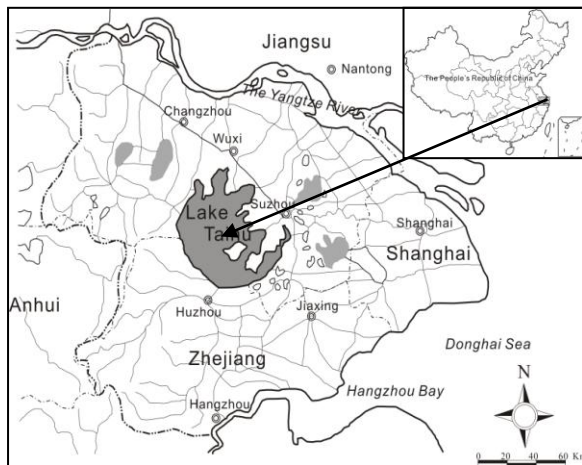 Jiangsu
Nantong
The People's Republic of China
The Yangtze River
Changzhou
Wuxi
Suzhou
Lake
Taihu
Shanghai
Shanghai
Anhui
Huzhou
Jiaxing
Zhejiang
Donghai Sea
Hangzhou Bay
Hangzhou
N
0 20 40 60 Km